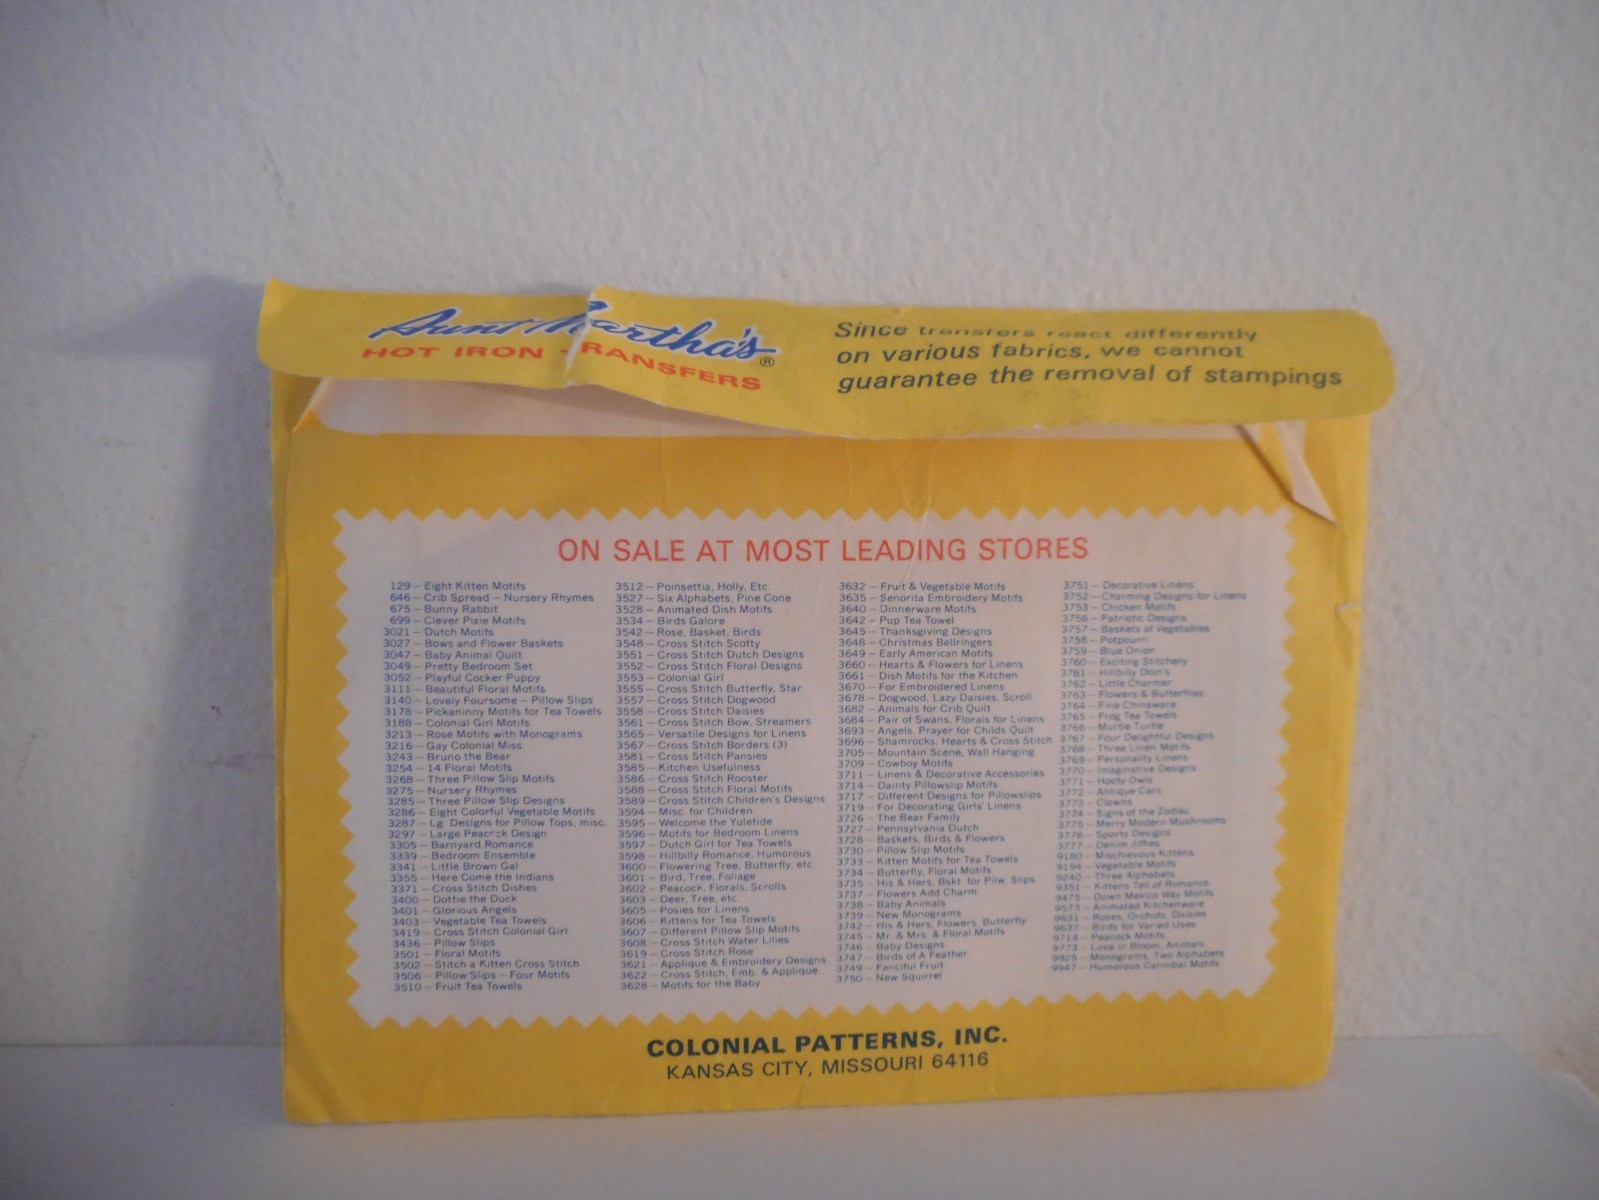 Aunt Martha's®
HOT IRON TRANSFERS
Since transfers react differently
on various fabrics, we cannot
guarantee the removal of stampings
ON SALE AT MOST LEADING STORES
129 — Eight Kitten Motifs
646 — Crib Spread — Nursery Rhymes
675 — Bunny Rabbit
699 — Clever Pixie Motifs
3021 — Dutch Motifs
3027 — Bows and Flower Baskets
3047 — Baby Animal Quilt
3049 — Pretty Bedroom Set
3052 — Playful Cocker Puppy
3111 — Beautiful Floral Motifs
3140 — Lovely Foursome — Pillow Slips
3178 — Pickaninny Motifs for Tea Towels
3188 — Colonial Girl Motifs
3213 — Rose Motifs with Monograms
3216 — Gay Colonial Miss
3243 — Bruno the Bear
3254 — 14 Floral Motifs
3268 — Three Pillow Slip Motifs
3275 — Nursery Rhymes
3285 — Three Pillow Slip Designs
3286 — Eight Colorful Vegetable Motifs
3287 — Lg. Designs for Pillow Tops, misc.
3297 — Large Peacock Design
3305 — Barnyard Romance
3339 — Bedroom Ensemble
3341 — Little Brown Gal
3355 — Here Come the Indians
3371 — Cross Stitch Dishes
3400 — Dottie the Duck
3401 — Glorious Angels
3403 — Vegetable Tea Towels
3419 — Cross Stitch Colonial Girl
3436 — Pillow Slips
3501 — Floral Motifs
3502 — Stitch a Kitten Cross Stitch
3506 — Pillow Slips — Four Motifs
3510 — Fruit Tea Towels
3512 — Poinsettia, Holly, Etc.
3527 — Six Alphabets, Pine Cone
3528 — Animated Dish Motifs
3534 — Birds Galore
3542 — Rose, Basket, Birds
3548 — Cross Stitch Scotty
3551 — Cross Stitch Dutch Designs
3552 — Cross Stitch Floral Designs
3553 — Colonial Girl
3555 — Cross Stitch Butterfly, Star
3557 — Cross Stitch Dogwood
3558 — Cross Stitch Daisies
3561 — Cross Stitch Bow, Streamers
3565 — Versatile Designs for Linens
3567 — Cross Stitch Borders (3)
3581 — Cross Stitch Pansies
3585 — Kitchen Usefulness
3586 — Cross Stitch Rooster
3588 — Cross Stitch Floral Motifs
3589 — Cross Stitch Children's Designs
3594 — Misc. for Children
3595 — Welcome the Yuletide
3596 — Motifs for Bedroom Linens
3597 — Dutch Girl for Tea Towels
3598 — Hillbilly Romance, Humorous
3600 — Flowering Tree, Butterfly, etc.
3601 — Bird, Tree, Foliage
3602 — Peacock, Florals, Scrolls
3603 — Deer, Tree, etc.
3605 — Posies for Linens
3606 — Kittens for Tea Towels
3607 — Different Pillow Slip Motifs
3608 — Cross Stitch Water Lilies
3619 — Cross Stitch Rose
3621 — Applique & Embroidery Designs
3622 — Cross Stitch, Emb. & Applique
3628 — Motifs for the Baby
3632 — Fruit & Vegetable Motifs
3635 — Senorita Embroidery Motifs
3640 — Dinnerware Motifs
3642 — Pup Tea Towel
3645 — Thanksgiving Designs
3648 — Christmas Bellringers
3649 — Early American Motifs
3660 — Hearts & Flowers for Linens
3661 — Dish Motifs for the Kitchen
3670 — For Embroidered Linens
3678 — Dogwood, Lazy Daisies, Scroll
3682 — Animals for Crib Quilt
3684 — Pair of Swans, Florals for Linens
3693 — Angels, Prayer for Childs Quilt
3696 — Shamrocks, Hearts & Cross Stitch
3705 — Mountain Scene, Wall Hanging
3709 — Cowboy Motifs
3711 — Linens & Decorative Accessories
3714 — Dainty Pillowslip Motifs
3717 — Different Designs for Pillowslips
3719 — For Decorating Girls' Linens
3726 — The Bear Family
3727 — Pennsylvania Dutch
3728 — Baskets, Birds & Flowers
3730 — Pillow Slip Motifs
3733 — Kitten Motifs for Tea Towels
3734 — Butterfly, Floral Motifs
3735 — His & Hers, Bskt. for Pilw. Slips
3737 — Flowers Add Charm
3738 — Baby Animals
3739 — New Monograms
3742 — His & Hers, Flowers, Butterfly
3745 — Mr. & Mrs. & Floral Motifs
3746 — Baby Designs
3747 — Birds of A Feather
3749 — Fanciful Fruit
3750 — New Squirrel
3751 — Decorative Linens
3752 — Charming Designs for Linens
3753 — Chicken Motifs
3756 — Patriotic Designs
3757 — Baskets of Vegetables
3758 — Potpourri
3759 — Blue Onion
3760 — Exciting Stitchery
3761 — Hillbilly Doin's
3762 — Little Charmer
3763 — Flowers & Butterflies
3764 — Fine Chinaware
3765 — Frog Tea Towels
3766 — Murtle Turtle
3767 — Four Delightful Designs
3768 — Three Linen Motifs
3769 — Personality Linens
3770 — Imaginative Designs
3771 — Hooty Owls
3772 — Antique Cars
3773 — Clowns
3774 — Signs of the Zodiac
3775 — Merry Modern Mushrooms
3776 — Sports Designs
3777 — Denim Jiffies
9180 — Mischievous Kittens
9194 — Vegetable Motifs
9240 — Three Alphabets
9351 — Kittens Tell of Romance
9475 — Down Mexico Way Motifs
9573 — Animated Kitchenware
9631 — Roses, Orchids, Daisies
9637 — Birds for Varied Uses
9714 — Peacock Motifs
9773 — Love in Bloom, Animals
9925 — Monograms, Two Alphabets
9947 — Humorous Cannibal Motifs
COLONIAL PATTERNS, INC.
KANSAS CITY, MISSOURI 64116